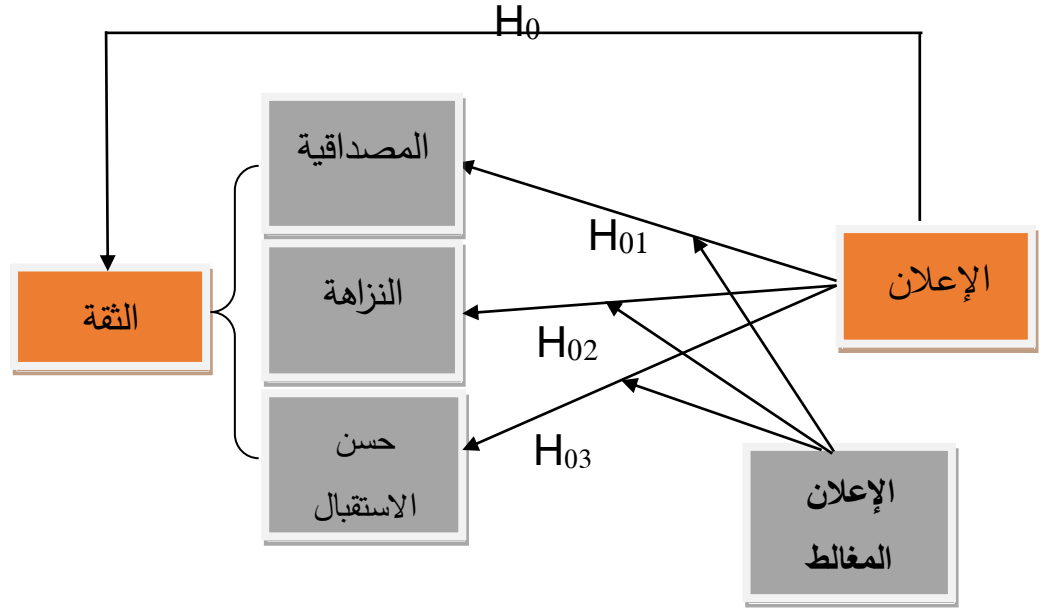 H0
المصداقية
H01
الإعلان
النزاهة
الثقة
H02
حسن
الاستقبال
H03
الإعلان
المغالط